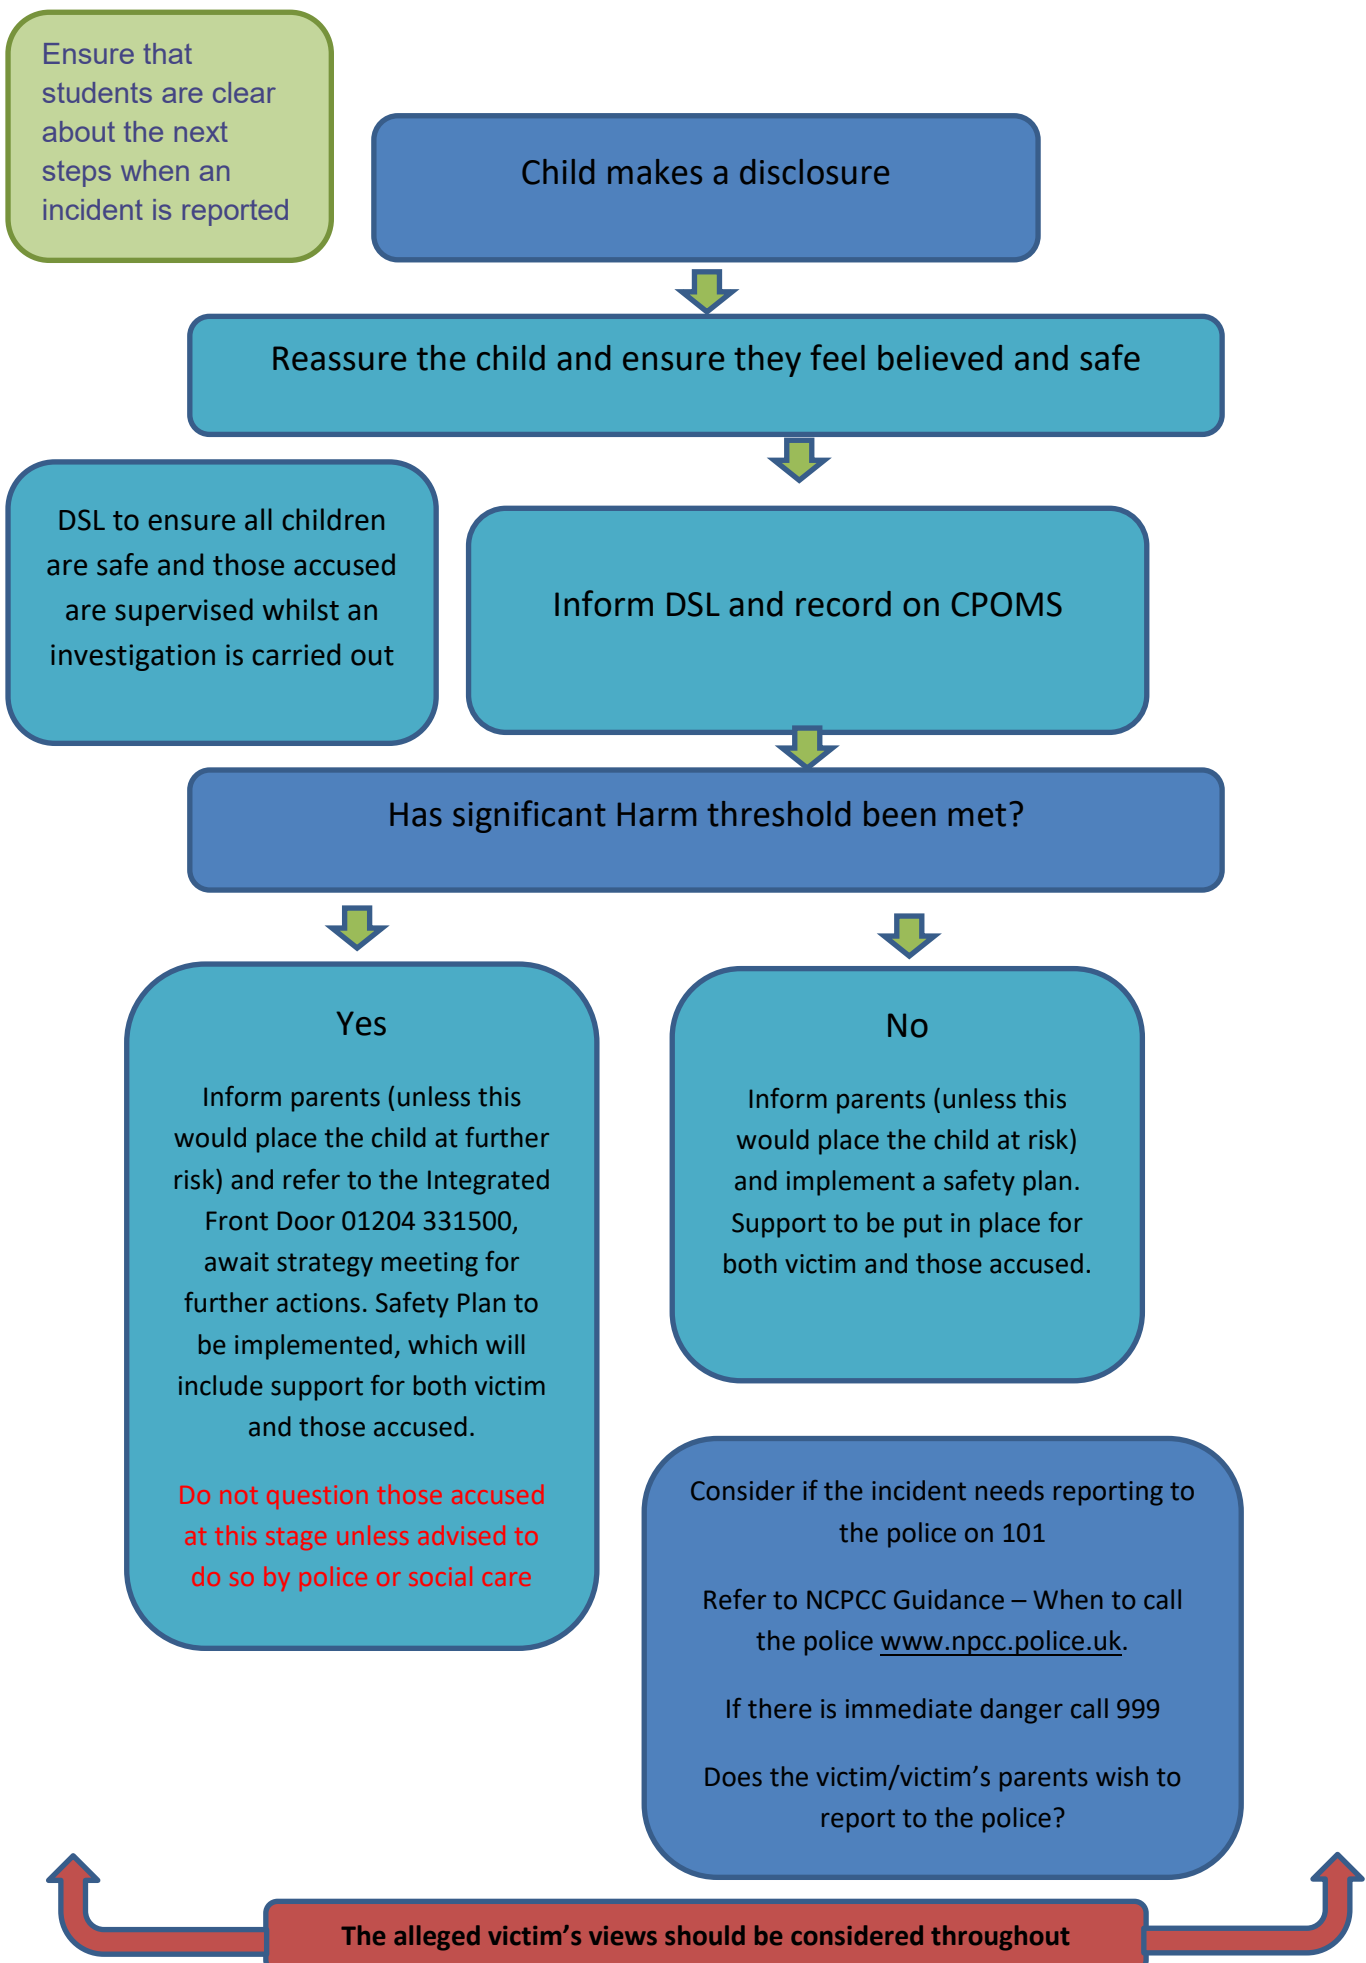 Ensure that
students are clear
about the next
steps when an
incident is reported
Child makes a disclosure
Reassure the child and ensure they feel believed and safe
DSL to ensure all children
are safe and those accused
are supervised whilst an
investigation is carried out
Inform DSL and record on CPOMS
Has significant Harm threshold been met?
Yes
Inform parents (unless this
would place the child at further
risk) and refer to the Integrated
Front Door 01204 331500,
await strategy meeting for
further actions. Safety Plan to
be implemented, which will
include support for both victim
and those accused.
Do not question those accused
at this stage unless advised to
do so by police or social care
No
Inform parents (unless this
would place the child at risk)
and implement a safety plan.
Support to be put in place for
both victim and those accused.
Consider if the incident needs reporting to
the police on 101
Refer to NCPCC Guidance – When to call
the police www.npcc.police.uk.
If there is immediate danger call 999
Does the victim/victim’s parents wish to
report to the police?
The alleged victim’s views should be considered throughout